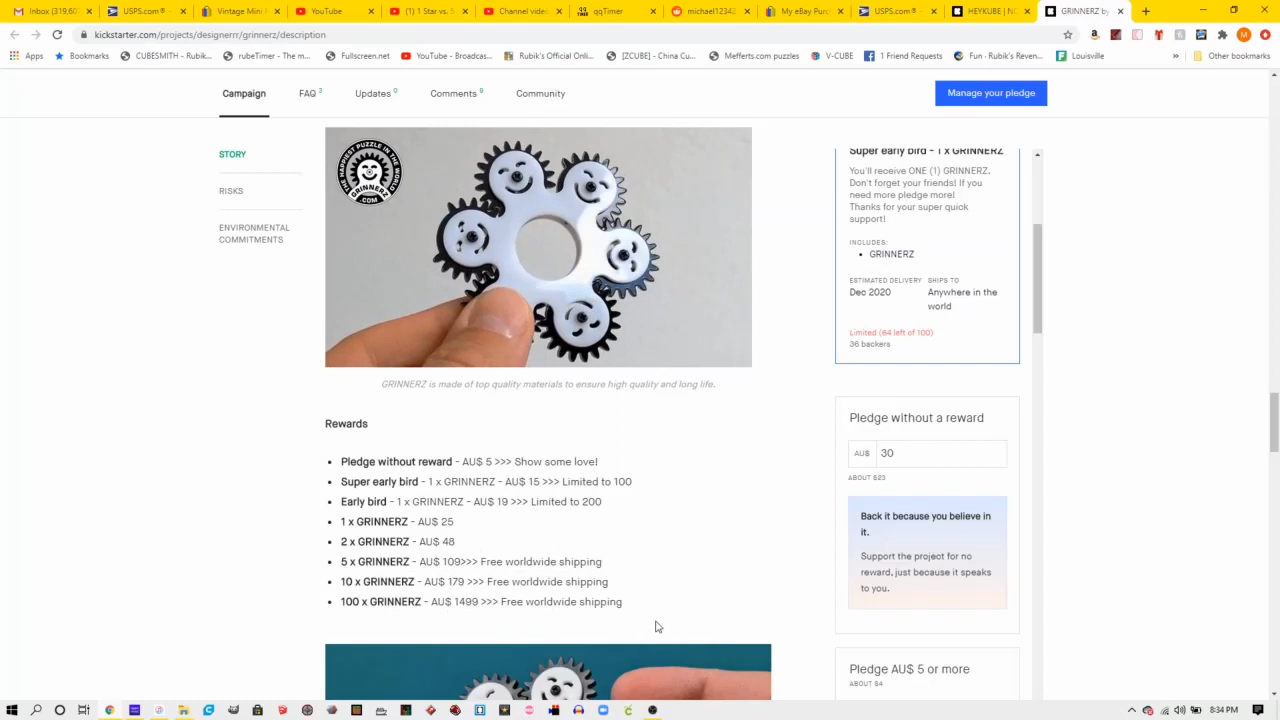 Inbox (319,60
USPS.com®
Vintage Mini
YouTube
(1) 1 Star vs. 5
Channel video
qqTimer
michael12342
My eBay Purc
USPS.com®
HEYKUBE | NO
GRINNERZ by
kickstarter.com/projects/designerrr/grinnerz/description
Apps
Bookmarks
CUBESMITH - Rubik...
rubeTimer - The m...
Fullscreen.net
YouTube - Broadcas...
Rubik's Official Onli...
[ZCUBE] - China Cu...
Mefferts.com puzzles
V-CUBE
1 Friend Requests
Fun · Rubik's Reven...
Louisville
»
Other bookmarks
Campaign
FAQ 3
Updates 0
Comments 9
Community
Manage your pledge
STORY
RISKS
ENVIRONMENTAL
COMMITMENTS
THE HAPPIEST PUZZLE IN THE WORLD
GRINNERZ
.COM
GRINNERZ is made of top quality materials to ensure high quality and long life.
Rewards
• Pledge without reward - AU$ 5 >>> Show some love!
• Super early bird - 1 x GRINNERZ - AU$ 15 >>> Limited to 100
• Early bird - 1 x GRINNERZ - AU$ 19 >>> Limited to 200
• 1 x GRINNERZ - AU$ 25
• 2 x GRINNERZ - AU$ 48
• 5 x GRINNERZ - AU$ 109>>> Free worldwide shipping
• 10 x GRINNERZ - AU$ 179 >>> Free worldwide shipping
• 100 x GRINNERZ - AU$ 1499 >>> Free worldwide shipping
Super early bird - 1 x GRINNERZ
You'll receive ONE (1) GRINNERZ.
Don't forget your friends! If you
need more pledge more!
Thanks for your super quick
support!
INCLUDES:
• GRINNERZ
ESTIMATED DELIVERY
Dec 2020
SHIPS TO
Anywhere in the
world
Limited (64 left of 100)
36 backers
Pledge without a reward
AU$ 30
ABOUT $23
Back it because you believe in
it.
Support the project for no
reward, just because it speaks
to you.
Pledge AU$ 5 or more
ABOUT $4
8:34 PM